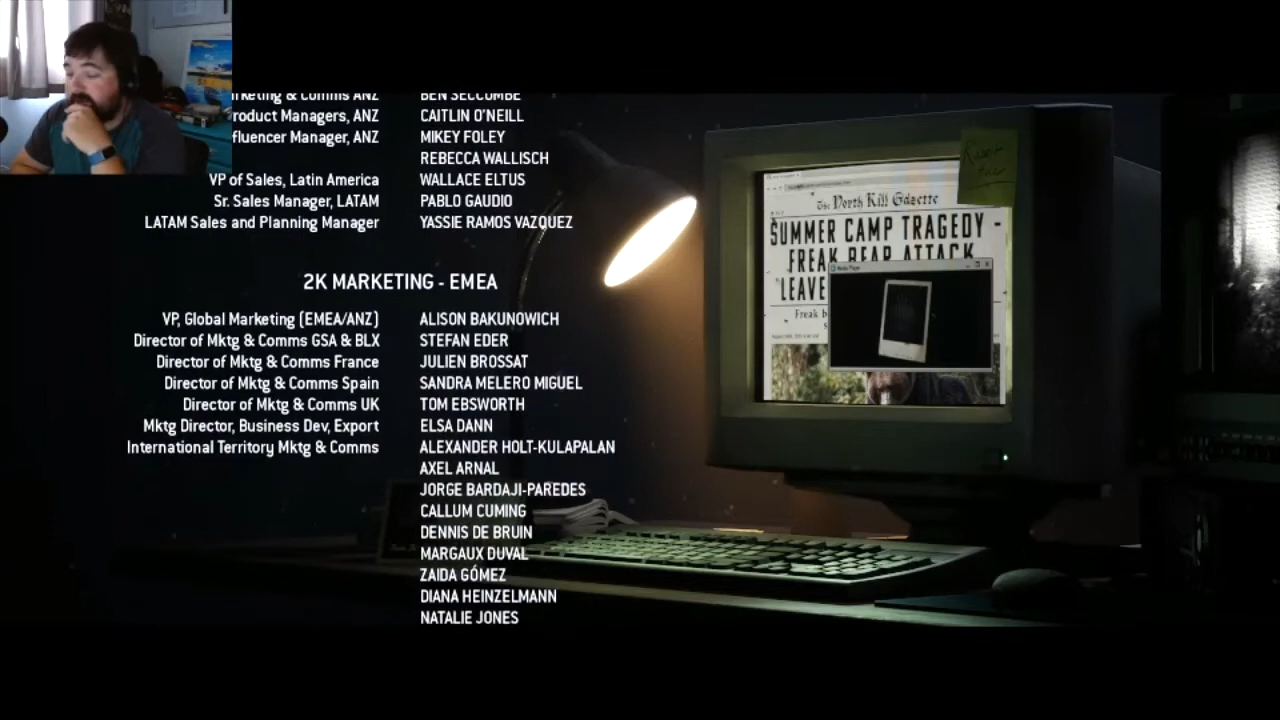 rketing & Comms ANZ BEN SECCOMBE
roduct Managers, ANZ CAITLIN O'NEILL
fluencer Manager, ANZ MIKEY FOLEY
REBECCA WALLISCH
VP of Sales, Latin America WALLACE ELTUS
Sr. Sales Manager, LATAM PABLO GAUDIO
LATAM Sales and Planning Manager YASSIE RAMOS VAZQUEZ
2K MARKETING - EMEA
VP, Global Marketing (EMEA/ANZ) ALISON BAKUNOWICH
Director of Mktg & Comms GSA & BLX STEFAN EDER
Director of Mktg & Comms France JULIEN BROSSAT
Director of Mktg & Comms Spain SANDRA MELERO MIGUEL
Director of Mktg & Comms UK TOM EBSWORTH
Mktg Director, Business Dev, Export ELSA DANN
International Territory Mktg & Comms ALEXANDER HOLT-KULAPALAN
AXEL ARNAL
JORGE BARDAJI-PAREDES
CALLUM CUMING
DENNIS DE BRUIN
MARGAUX DUVAL
ZAIDA GÓMEZ
DIANA HEINZELMANN
NATALIE JONES
The North Kill Gazette
SUMMER CAMP TRAGEDY -
FREAK BEAR ATTACK
"LEAVE
Freak b
Media Player